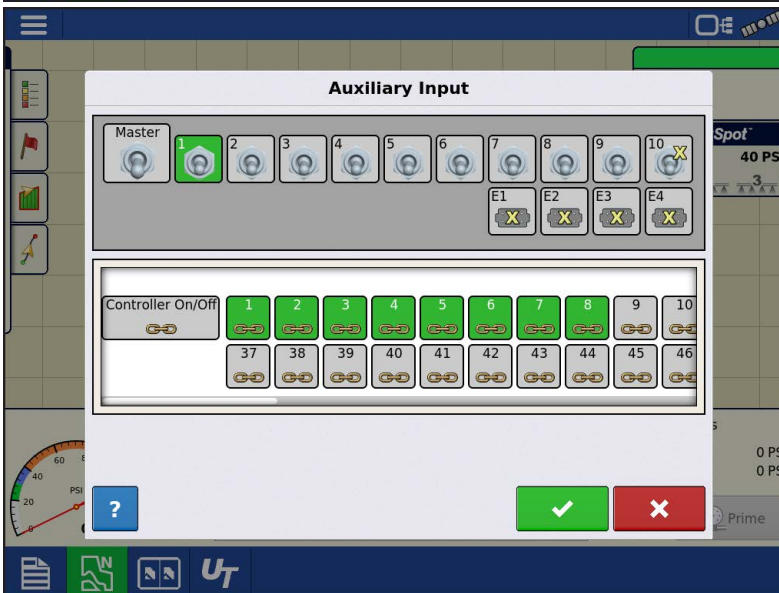 Auxiliary Input
Master 1 2 3 4 5 6 7 8 9 10 X
E1 E2 E3 E4
X X X X
Spot
40 PS
3
Controller On/Off 1 2 3 4 5 6 7 8 9 10
37 38 39 40 41 42 43 44 45 46
60
40
PSI
20
0 PS
0 PS
?
Prime
N
UT